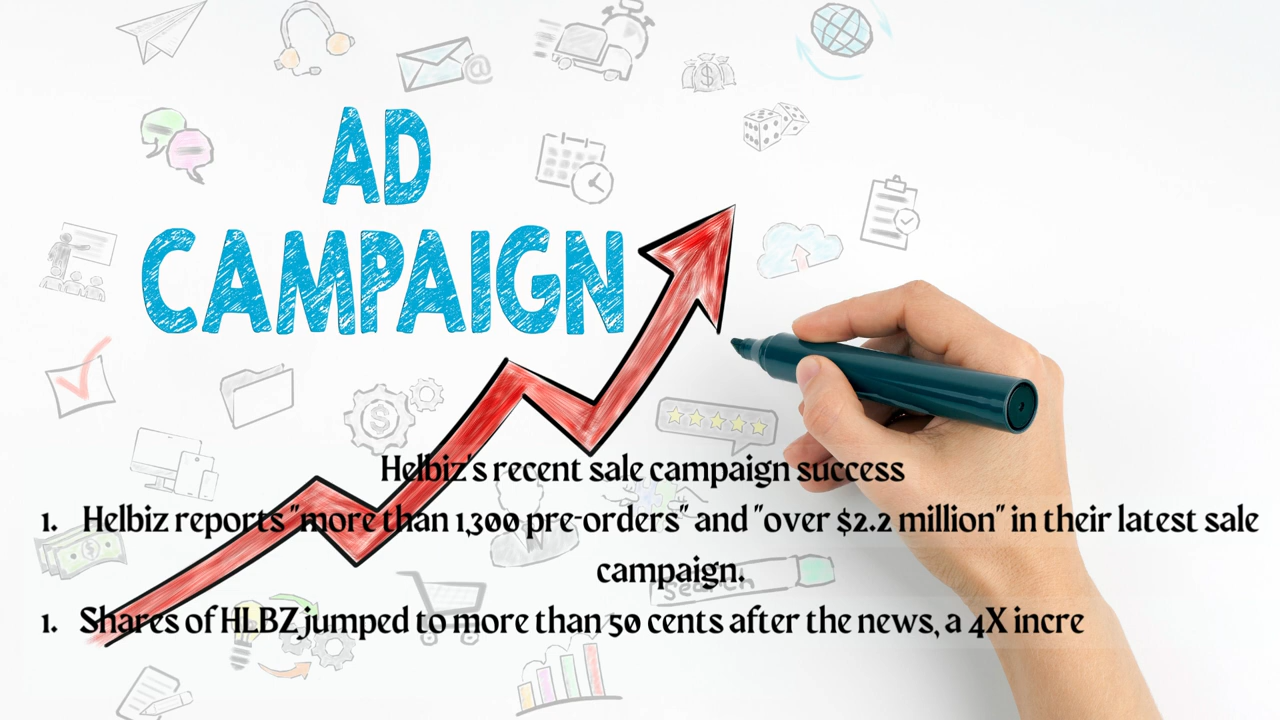 AD
CAMPAIGN
Helbiz's recent sale campaign success
1. Helbiz reports "more than 1,300 pre-orders" and "over $2.2 million" in their latest sale
campaign.
search
1. Shares of HLBZ jumped to more than 50 cents after the news, a 4X incre